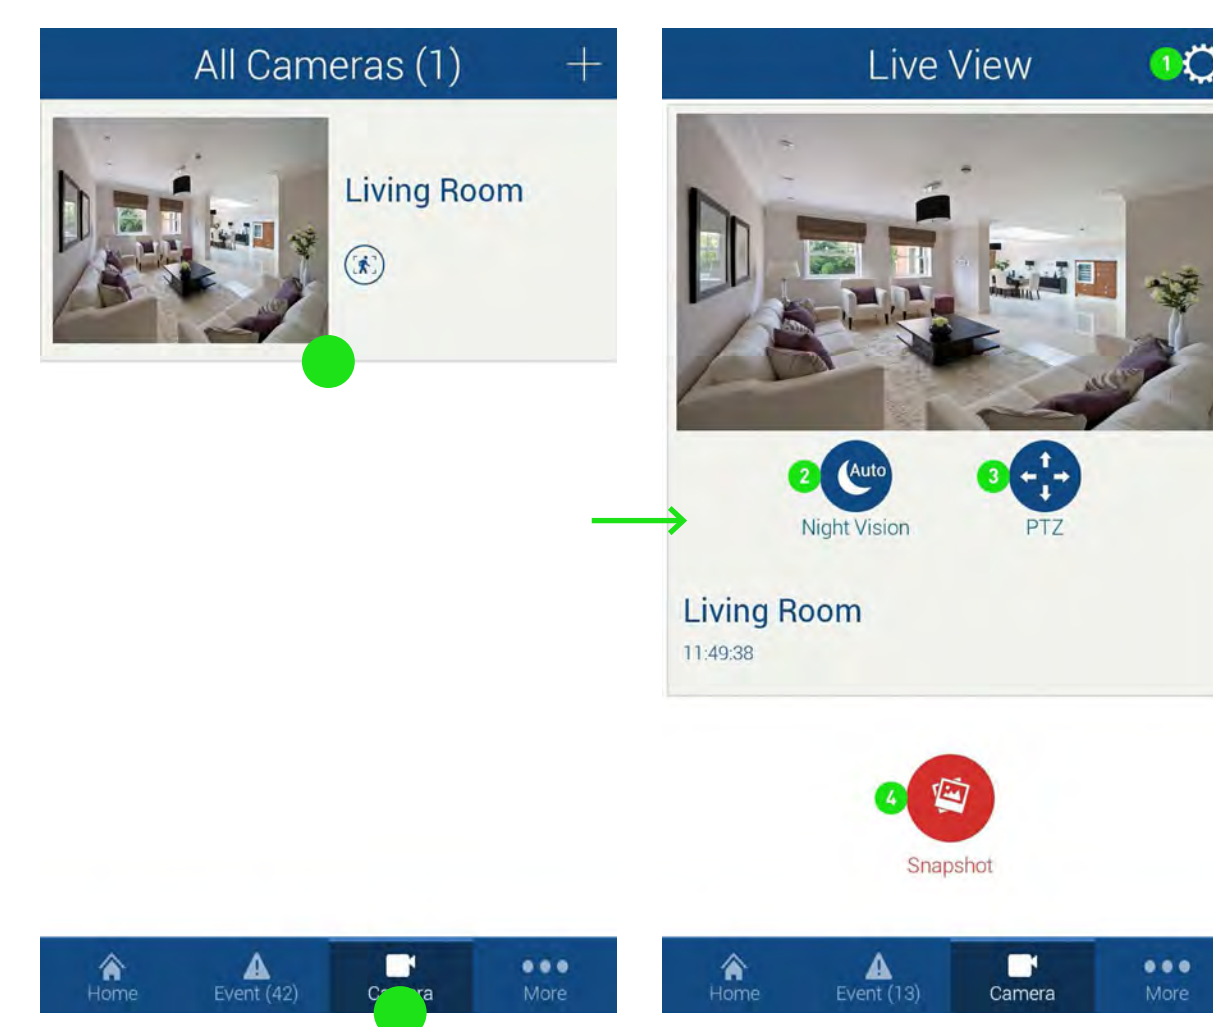 All Cameras (1)
Living Room
Home
Event (42)
More
Live View
1
2
Auto
Night Vision
3
PTZ
Living Room
11:49:38
4
Snapshot
Home
Event (13)
Camera
More